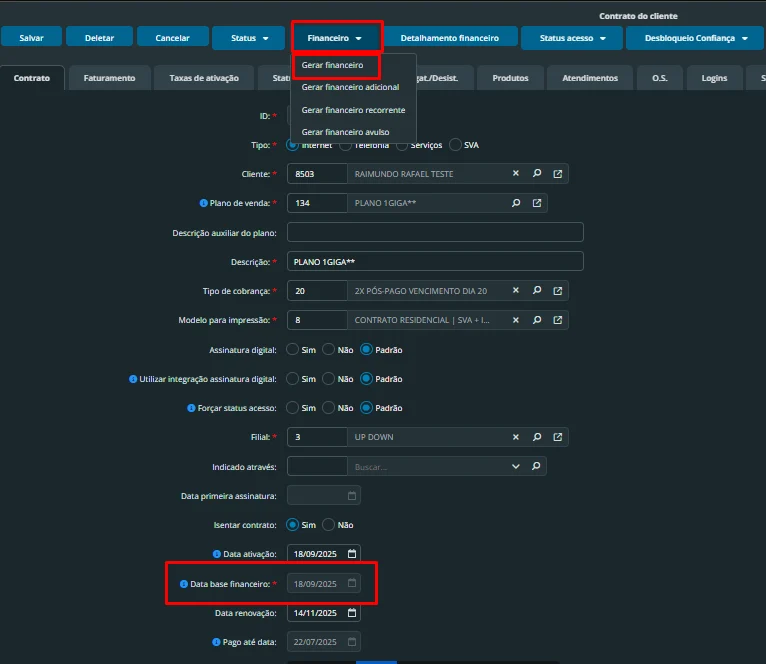 Contrato do cliente
Salvar Deletar Cancelar Status Financeiro Detalhamento financeiro Status acesso Desbloqueio Confiança
Contrato Faturamento Taxas de ativação gat./Desist. Produtos Atendimentos O.S. Logins
Gerar financeiro
Gerar financeiro adicional
Gerar financeiro recorrente
Gerar financeiro avulso
ID: *
Tipo: * Internet Telefonia Serviços SVA
Cliente: * 8503 RAIMUNDO RAFAEL TESTE
Plano de venda: * 134 PLANO 1GIGA**
Descrição auxiliar do plano:
Descrição: * PLANO 1GIGA**
Tipo de cobrança: * 20 2X PÓS-PAGO VENCIMENTO DIA 20
Modelo para impressão: * 8 CONTRATO RESIDENCIAL | SVA + I...
Assinatura digital: Sim Não Padrão
Utilizar integração assinatura digital: Sim Não Padrão
Forçar status acesso: Sim Não Padrão
Filial: * 3 UP DOWN
Indicado através: Buscar...
Data primeira assinatura:
Isentar contrato: Sim Não
Data ativação: 18/09/2025
Data base financeiro: * 18/09/2025
Data renovação: 14/11/2025
Pago até data: 22/07/2025